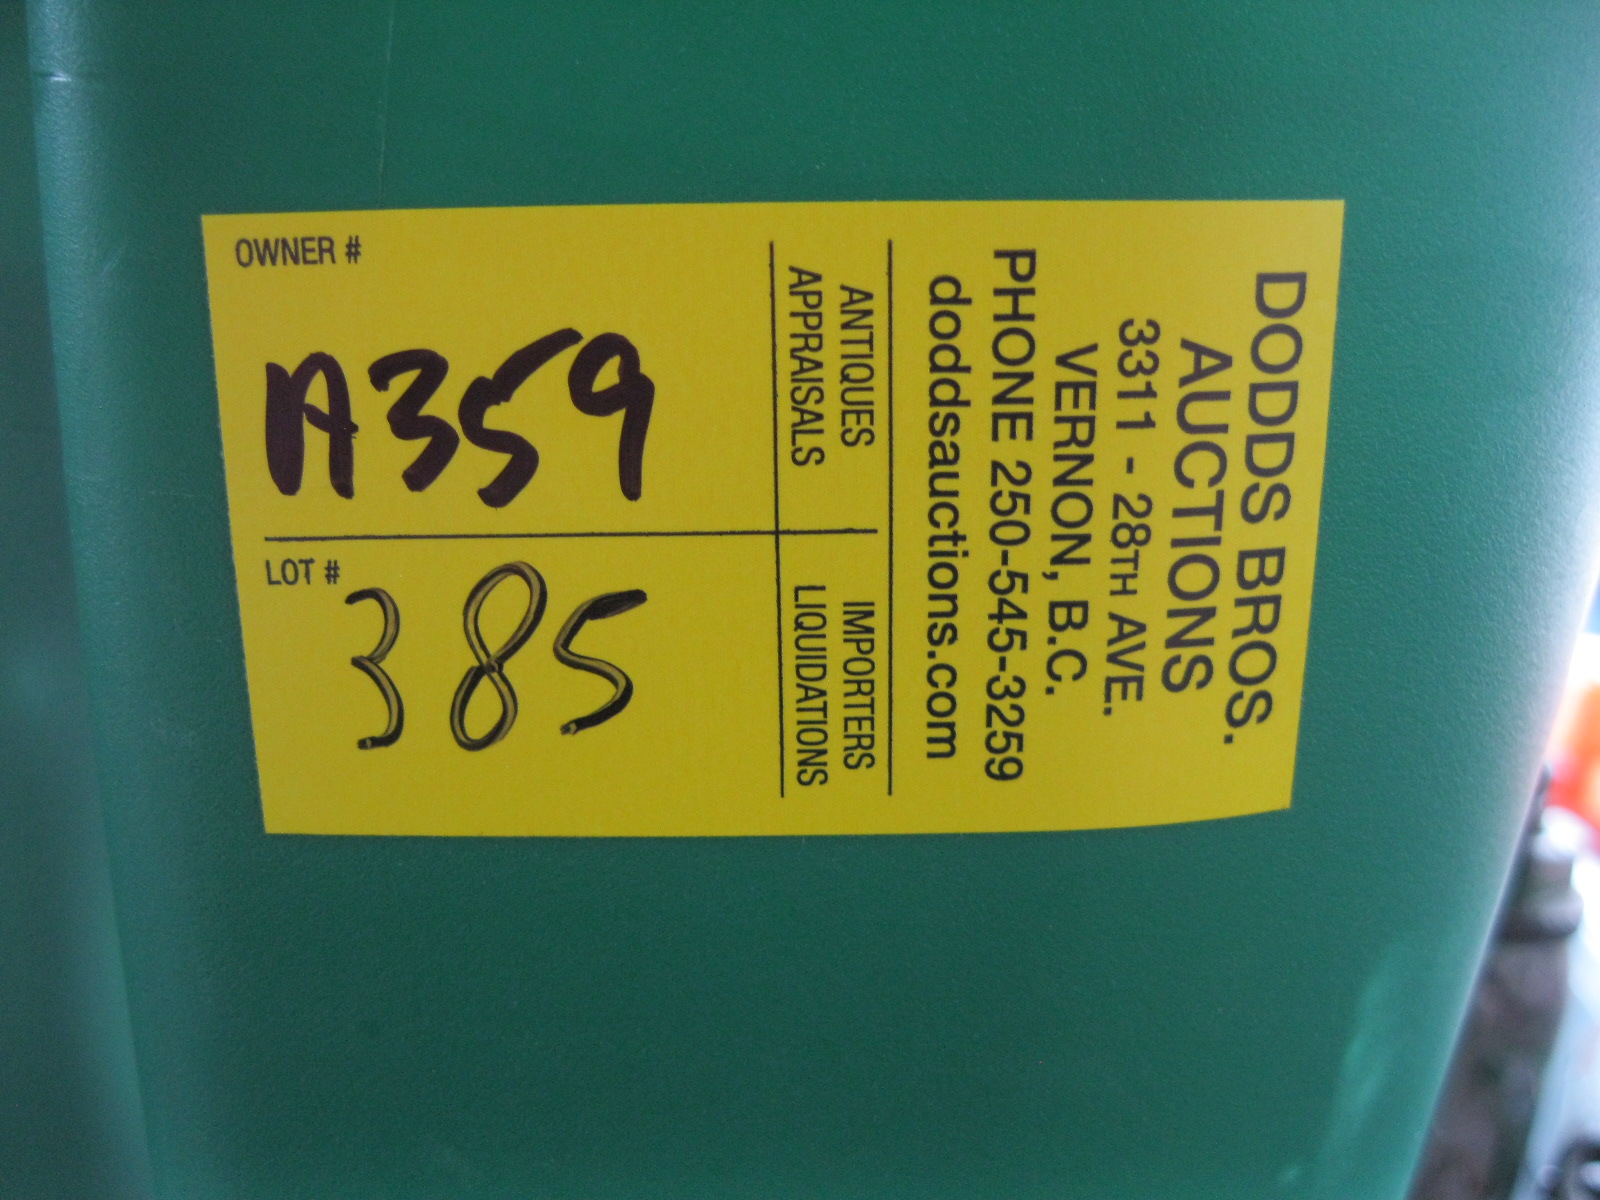 DODDS BROS.
AUCTIONS
3311 - 28TH AVE.
VERNON, B.C.
PHONE 250-545-3259
doddsauctions.com
ANTIQUES
APPRAISALS
IMPORTERS
LIQUIDATIONS
OWNER #
A359
LOT #
385